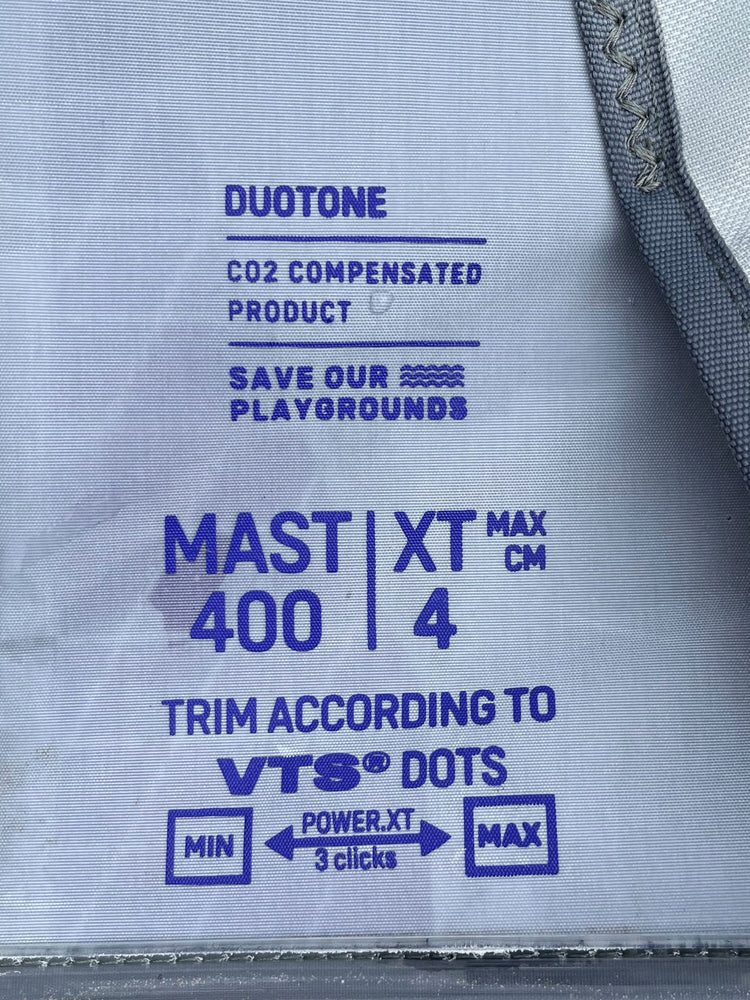 DUOTONE
CO2 COMPENSATED
PRODUCT
SAVE OUR
PLAYGROUNDS
MAST XT MAX CM
400 4
TRIM ACCORDING TO
VTS® DOTS
MIN POWER.XT MAX
3 clicks